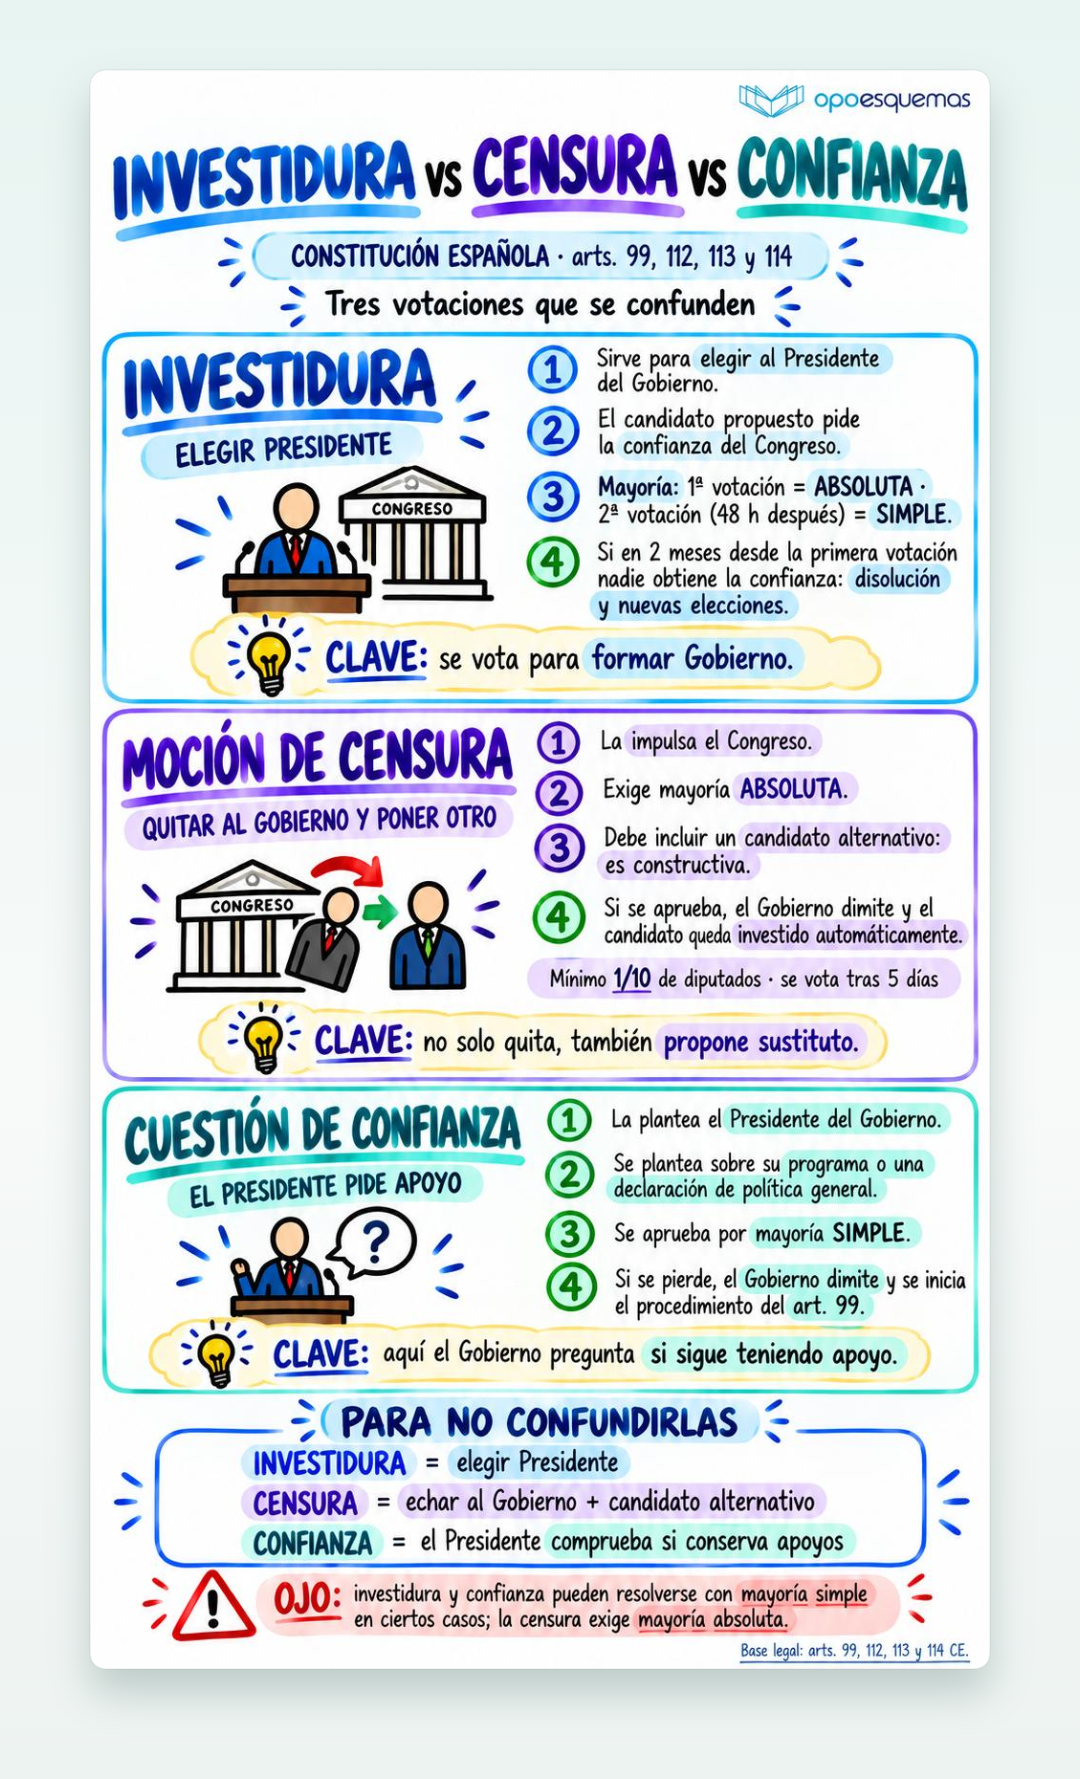 opoesquemas
INVESTIDURA vs CENSURA vs CONFIANZA
CONSTITUCIÓN ESPAÑOLA · arts. 99, 112, 113 y 114
Tres votaciones que se confunden
INVESTIDURA
ELEGIR PRESIDENTE
CONGRESO
1 Sirve para elegir al Presidente
del Gobierno.
2 El candidato propuesto pide
la confianza del Congreso.
3 Mayoría: 1ª votación = ABSOLUTA ·
2ª votación (48 h después) = SIMPLE.
4 Si en 2 meses desde la primera votación
nadie obtiene la confianza: disolución
y nuevas elecciones.
CLAVE: se vota para formar Gobierno.
MOCIÓN DE CENSURA
QUITAR AL GOBIERNO Y PONER OTRO
CONGRESO
1 La impulsa el Congreso.
2 Exige mayoría ABSOLUTA.
3 Debe incluir un candidato alternativo:
es constructiva.
4 Si se aprueba, el Gobierno dimite y el
candidato queda investido automáticamente.
Mínimo 1/10 de diputados · se vota tras 5 días
CLAVE: no solo quita, también propone sustituto.
CUESTIÓN DE CONFIANZA
EL PRESIDENTE PIDE APOYO
?
1 La plantea el Presidente del Gobierno.
2 Se plantea sobre su programa o una
declaración de política general.
3 Se aprueba por mayoría SIMPLE.
4 Si se pierde, el Gobierno dimite y se inicia
el procedimiento del art. 99.
CLAVE: aquí el Gobierno pregunta si sigue teniendo apoyo.
PARA NO CONFUNDIRLAS
INVESTIDURA = elegir Presidente
CENSURA = echar al Gobierno + candidato alternativo
CONFIANZA = el Presidente comprueba si conserva apoyos
! OJO: investidura y confianza pueden resolverse con mayoría simple
en ciertos casos; la censura exige mayoría absoluta.
Base legal: arts. 99, 112, 113 y 114 CE.